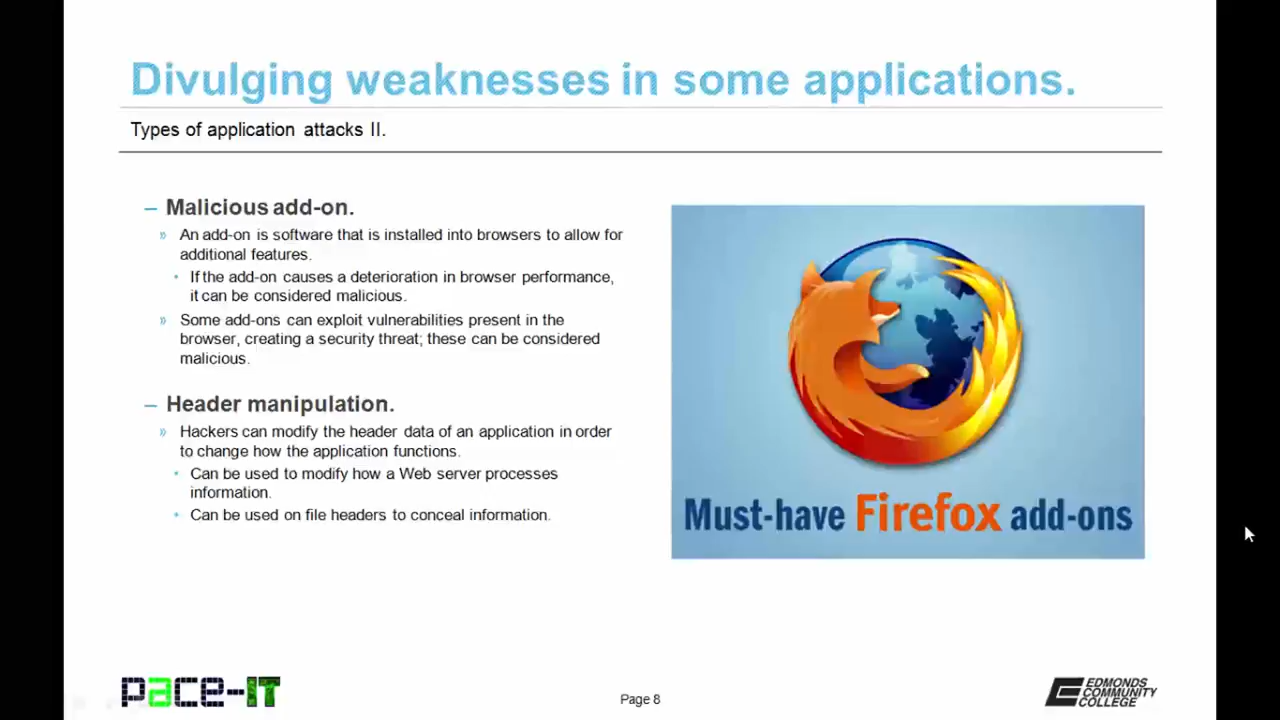 Divulging weaknesses in some applications.
Types of application attacks II.
– Malicious add-on.
» An add-on is software that is installed into browsers to allow for
additional features.
• If the add-on causes a deterioration in browser performance,
it can be considered malicious.
» Some add-ons can exploit vulnerabilities present in the
browser, creating a security threat; these can be considered
malicious.
– Header manipulation.
» Hackers can modify the header data of an application in order
to change how the application functions.
• Can be used to modify how a Web server processes
information.
• Can be used on file headers to conceal information.
Must-have Firefox add-ons
pace-IT
Page 8
EDMONDS
COMMUNITY
COLLEGE